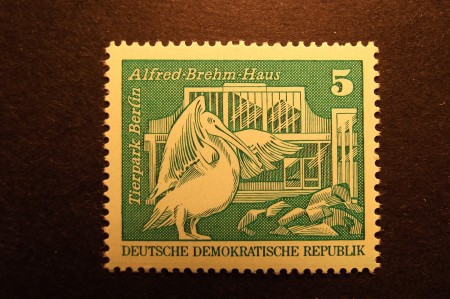 Alfred-Brehm-Haus
5
Tierpark Berlin
DEUTSCHE DEMOKRATISCHE REPUBLIK